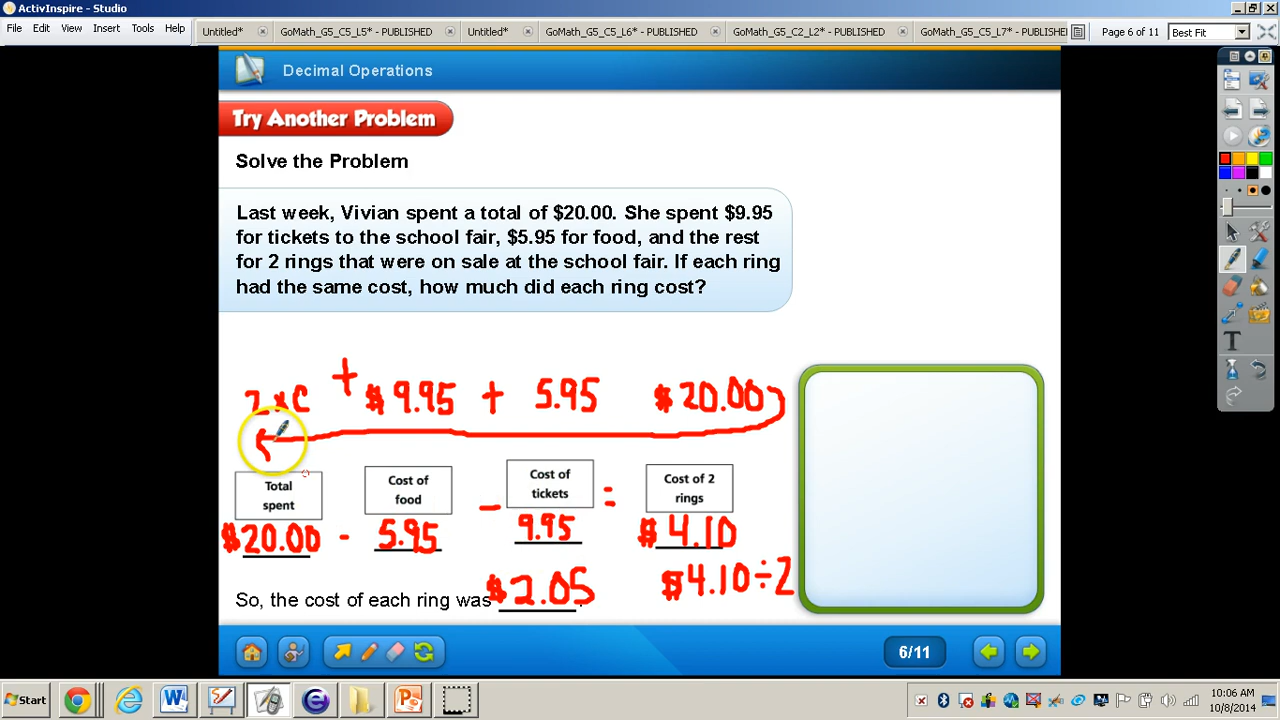 ActivInspire - Studio
File Edit View Insert Tools Help
Untitled* GoMath_G5_C5_L5* - PUBLISHED Untitled* GoMath_G5_C5_L6* - PUBLISHED GoMath_G5_C2_L2* - PUBLISHED GoMath_G5_C5_L7* - PUBLISHED Page 6 of 11 Best Fit
Decimal Operations
Try Another Problem
Solve the Problem
Last week, Vivian spent a total of $20.00. She spent $9.95
for tickets to the school fair, $5.95 for food, and the rest
for 2 rings that were on sale at the school fair. If each ring
had the same cost, how much did each ring cost?
2 × c + $ 9.95 + 5.95 $ 20.00
Total spent
Cost of food
Cost of tickets
Cost of 2 rings
- =
$20.00 - 5.95 9.95 $ 4.10
$4.10 ÷ 2
So, the cost of each ring was $2.05.
6/11
Start
10:06 AM
10/8/2014